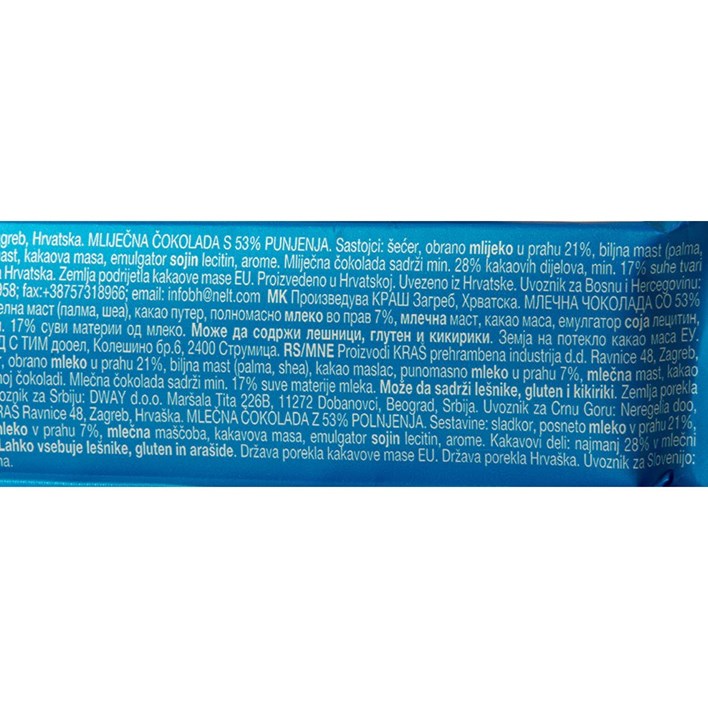 greb, Hrvatska. MLIJEČNA ČOKOLADA S 53% PUNJENJA. Sastojci: šećer, obrano mlijeko u prahu 21%, biljna mast (palma,
ast, kakaova masa, emulgator sojin lecitin, arome. Mliječna čokolada sadrži min. 28% kakaovih dijelova, min. 17% suhe tvari
a Hrvatska. Zemlja podrijetla kakaove mase EU. Proizvedeno u Hrvatskoj. Uvezeno iz Hrvatske. Uvoznik za Bosnu i Hercegovinu:
958; fax:+38757318966; email: infobh@nelt.com MK Произведува КРАШ Загреб, Хрватска. МЛЕЧНА ЧОКОЛАДА СО 53%
елна маст (палма, шеа), какао путер, полномасно млеко во прав 7%, млечна маст, какао маса, емулгатор соја лецитин,
. 17% суви материи од млеко. Може да содржи лешници, глутен и кикирики. Земја на потекло какао маса ЕУ.
Д С ТИМ дооел, Колешино бр.6, 2400 Струмица. RS/MNE Proizvodi KRAŠ prehrambena industrija d.d. Ravnice 48, Zagreb,
r, obrano mleko u prahu 21%, biljna mast (palma, shea), kakao maslac, punomasno mleko u prahu 7%, mlečna mast, kakao
noj čokoladi. Mlečna čokolada sadrži min. 17% suve materije mleka. Može da sadrži lešnike, gluten i kikiriki. Zemlja porekla
oznik za Srbiju: DWAY d.o.o. Maršala Tita 226B, 11272 Dobanovci, Beograd, Srbija. Uvoznik za Crnu Goru: Neregelia doo,
RAŠ Ravnice 48, Zagreb, Hrvaška. MLEČNA ČOKOLADA Z 53% POLNJENJA. Sestavine: sladkor, posneto mleko v prahu 21%,
mleko v prahu 7%, mlečna maščoba, kakavova masa, emulgator sojin lecitin, arome. Kakavovi deli: najmanj 28% v mlečni
Lahko vsebuje lešnike, gluten in arašide. Država porekla kakavove mase EU. Država porekla Hrvaška. Uvoznik za Slovenijo:
na.